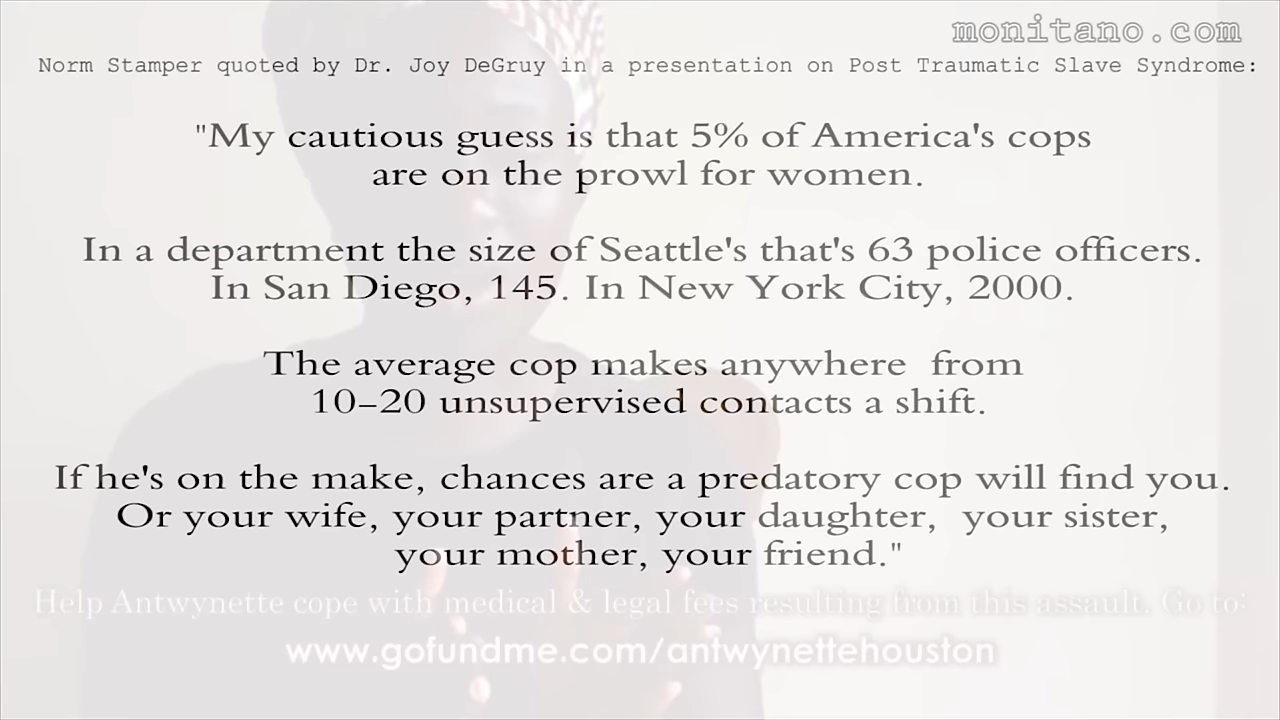 monitano.com
Norm Stamper quoted by Dr. Joy DeGruy in a presentation on Post Traumatic Slave Syndrome:
"My cautious guess is that 5% of America's cops
are on the prowl for women.
In a department the size of Seattle's that's 63 police officers.
In San Diego, 145. In New York City, 2000.
The average cop makes anywhere  from
10–20 unsupervised contacts a shift.
If he's on the make, chances are a predatory cop will find you.
Or your wife, your partner, your daughter,  your sister,
your mother, your friend."
Help Antwynette cope with medical & legal fees resulting from this assault. Go to:
www.gofundme.com/antwynettehouston